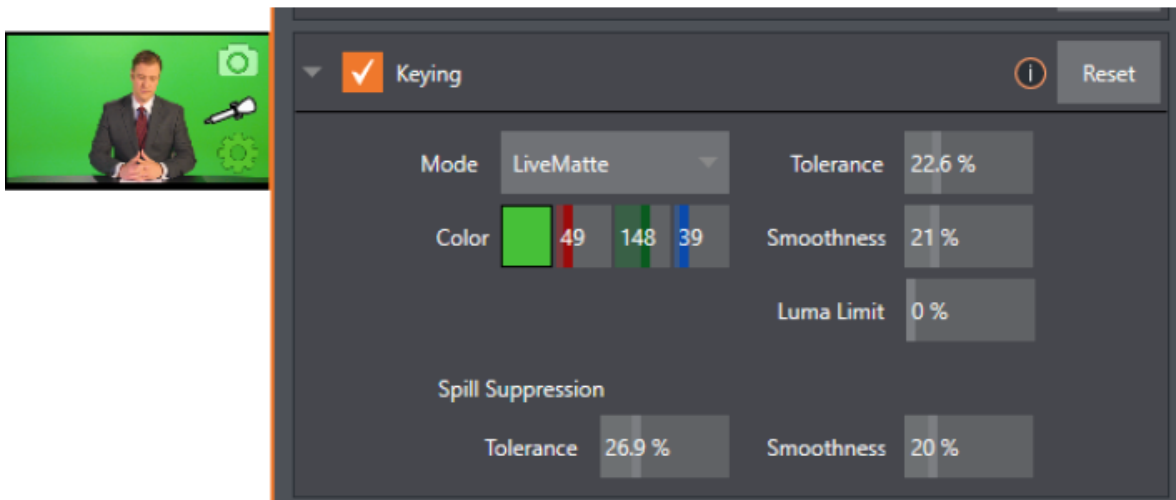 Keying
i
Reset
Mode LiveMatte Tolerance 22.6 %
Color 49 148 39 Smoothness 21 %
Luma Limit 0 %
Spill Suppression
Tolerance 26.9 % Smoothness 20 %